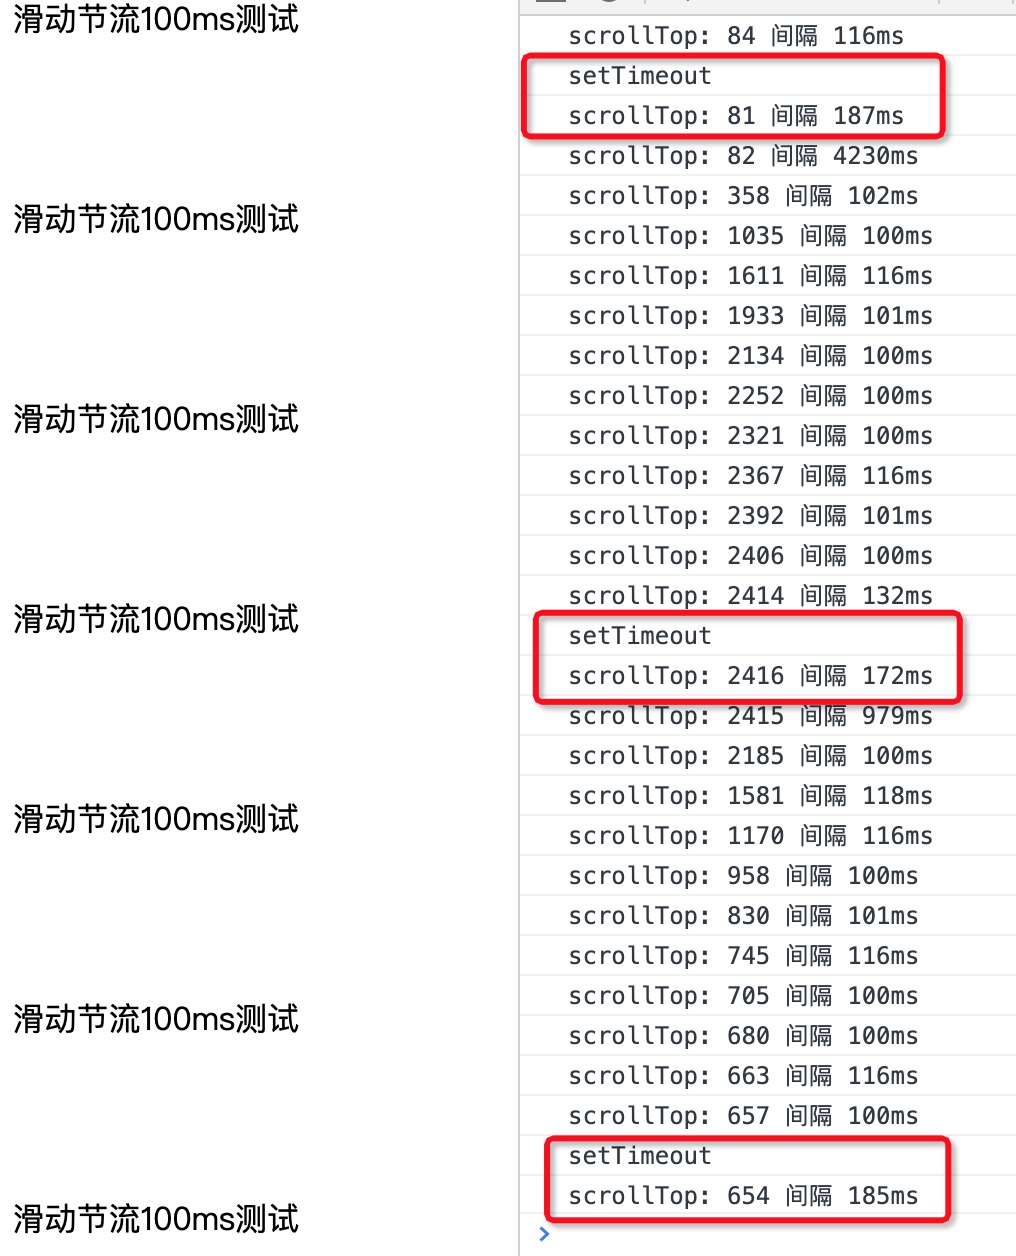 滑动节流100ms测试
滑动节流100ms测试
滑动节流100ms测试
滑动节流100ms测试
滑动节流100ms测试
滑动节流100ms测试
滑动节流100ms测试
scrollTop: 84 间隔 116ms
setTimeout
scrollTop: 81 间隔 187ms
scrollTop: 82 间隔 4230ms
scrollTop: 358 间隔 102ms
scrollTop: 1035 间隔 100ms
scrollTop: 1611 间隔 116ms
scrollTop: 1933 间隔 101ms
scrollTop: 2134 间隔 100ms
scrollTop: 2252 间隔 100ms
scrollTop: 2321 间隔 100ms
scrollTop: 2367 间隔 116ms
scrollTop: 2392 间隔 101ms
scrollTop: 2406 间隔 100ms
scrollTop: 2414 间隔 132ms
setTimeout
scrollTop: 2416 间隔 172ms
scrollTop: 2415 间隔 979ms
scrollTop: 2185 间隔 100ms
scrollTop: 1581 间隔 118ms
scrollTop: 1170 间隔 116ms
scrollTop: 958 间隔 100ms
scrollTop: 830 间隔 101ms
scrollTop: 745 间隔 116ms
scrollTop: 705 间隔 100ms
scrollTop: 680 间隔 100ms
scrollTop: 663 间隔 116ms
scrollTop: 657 间隔 100ms
setTimeout
scrollTop: 654 间隔 185ms